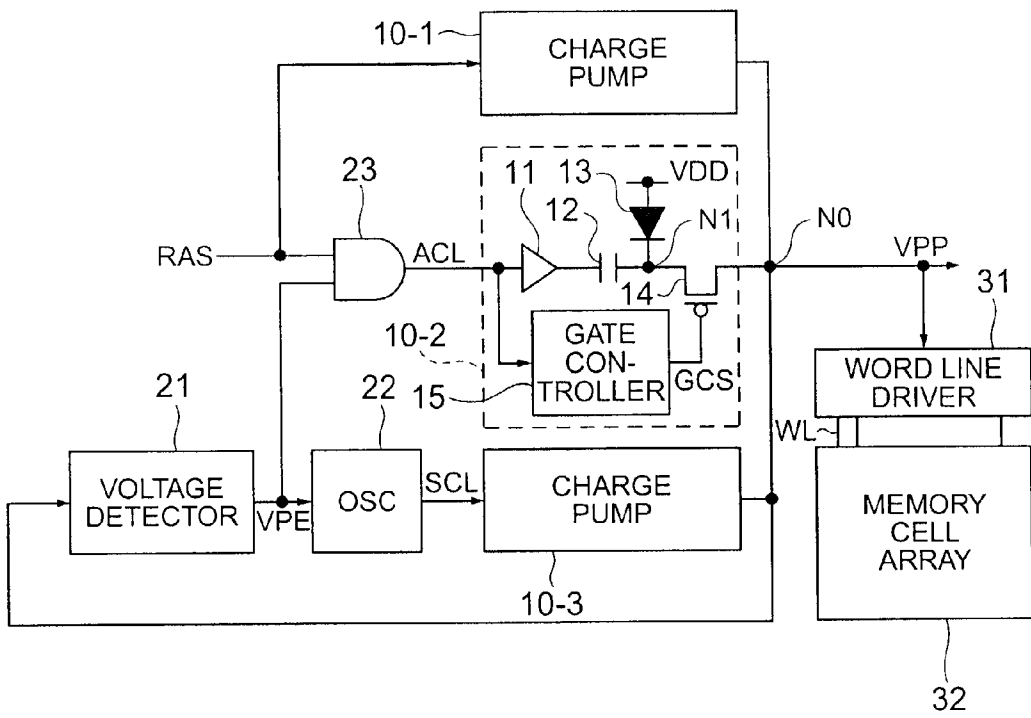 10-1
CHARGE
PUMP
23
11
13
VDD
12
N1
N0
RAS
ACL
VPP
14
31
10-2
GATE
CON-
TROLLER
15
GCS
WORD LINE
DRIVER
21
22
WL
VOLTAGE
DETECTOR
VPE
OSC
SCL
CHARGE
PUMP
MEMORY
CELL
ARRAY
10-3
32